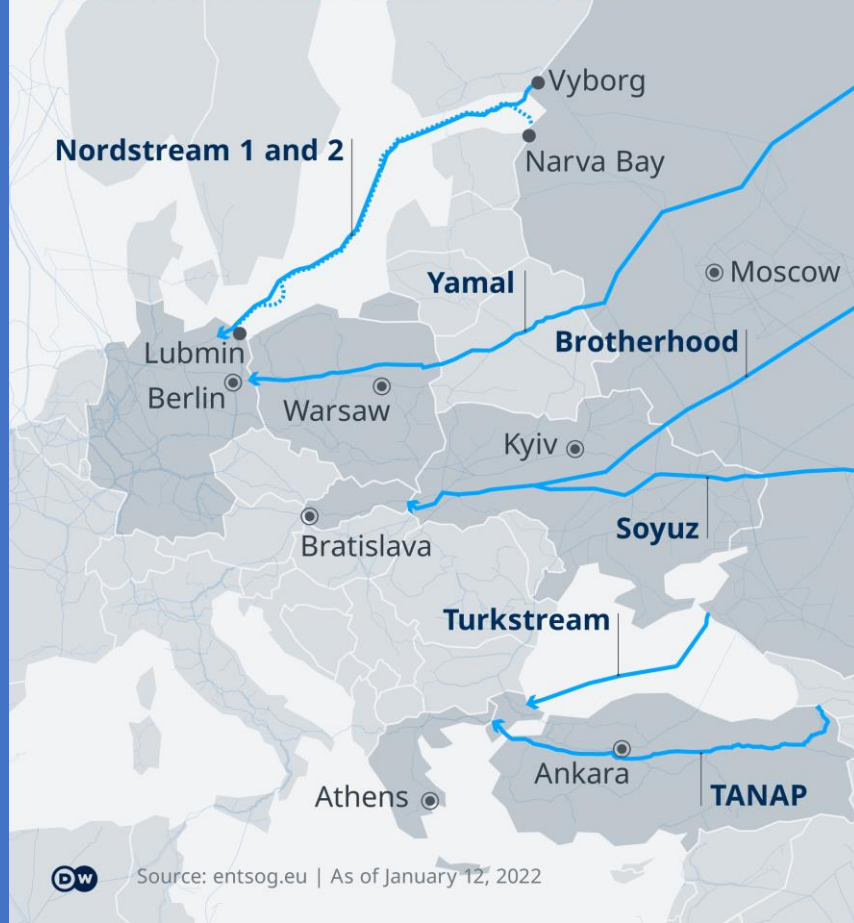 Vyborg
Nordstream 1 and 2
Narva Bay
Moscow
Yamal
Brotherhood
Lubmin
Berlin
Warsaw
Kyiv
Soyuz
Bratislava
Turkstream
Ankara
TANAP
Athens
DW
Source: entsog.eu | As of January 12, 2022